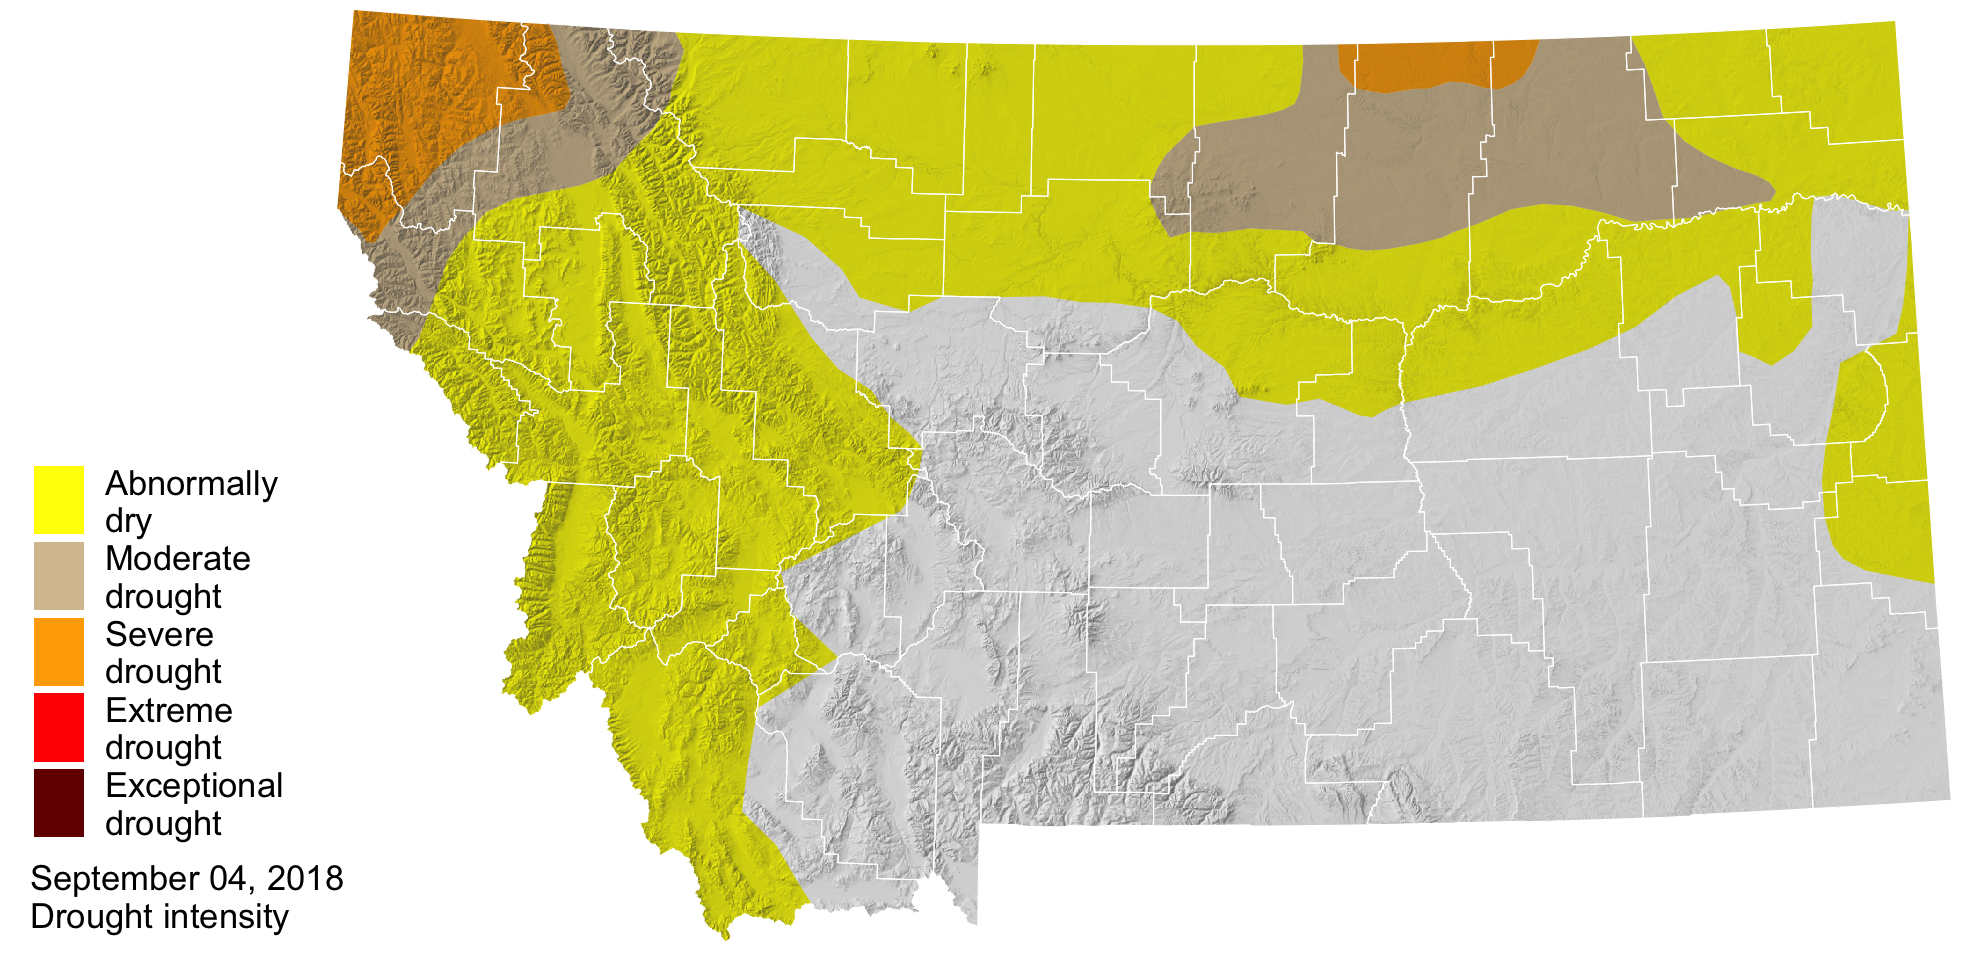 Abnormally
dry
Moderate
drought
Severe
drought
Extreme
drought
Exceptional
drought
September 04, 2018
Drought intensity